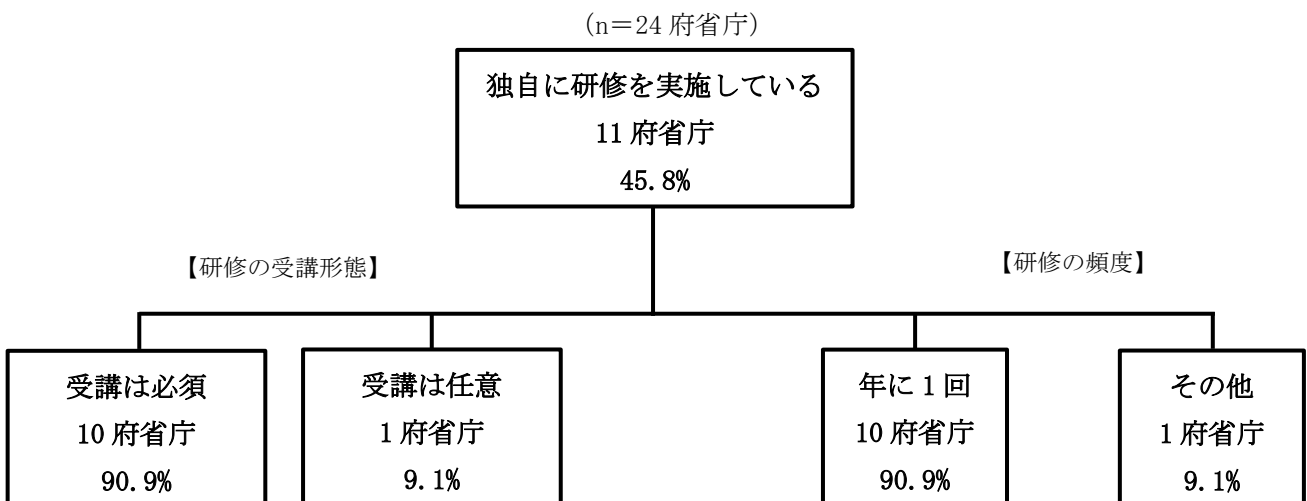 (n＝24 府省庁)
独自に研修を実施している
11 府省庁
45.8%
【研修の受講形態】
【研修の頻度】
受講は必須
10 府省庁
90.9%
受講は任意
1 府省庁
9.1%
年に 1 回
10 府省庁
90.9%
その他
1 府省庁
9.1%